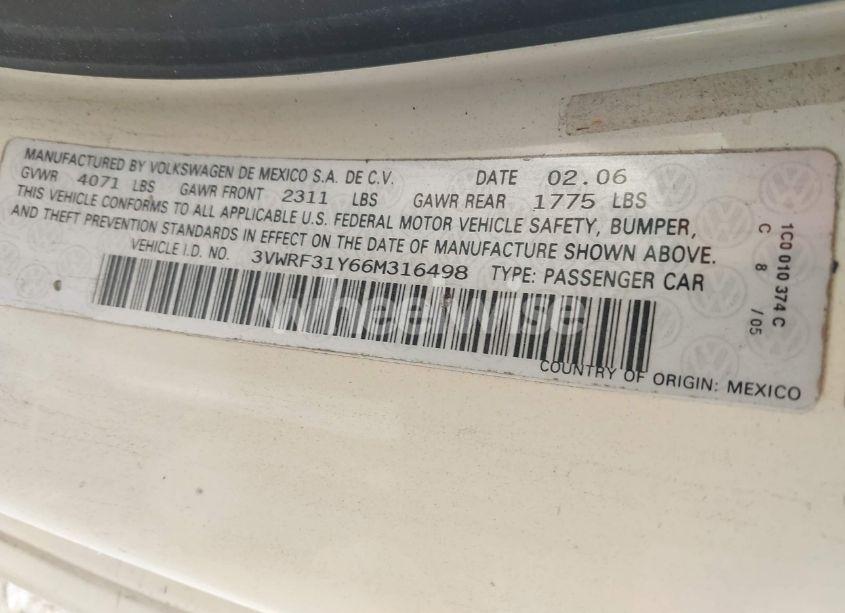 MANUFACTURED BY VOLKSWAGEN DE MEXICO S.A. DE C.V. DATE 02.06
GVWR 4071 LBS GAWR FRONT 2311 LBS GAWR REAR 1775 LBS
THIS VEHICLE CONFORMS TO ALL APPLICABLE U.S. FEDERAL MOTOR VEHICLE SAFETY, BUMPER,
AND THEFT PREVENTION STANDARDS IN EFFECT ON THE DATE OF MANUFACTURE SHOWN ABOVE.
VEHICLE I.D. NO. 3VWRF31Y66M316498 TYPE: PASSENGER CAR
COUNTRY OF ORIGIN: MEXICO
1C0 010 374 C
C 8 /05
wheelwise